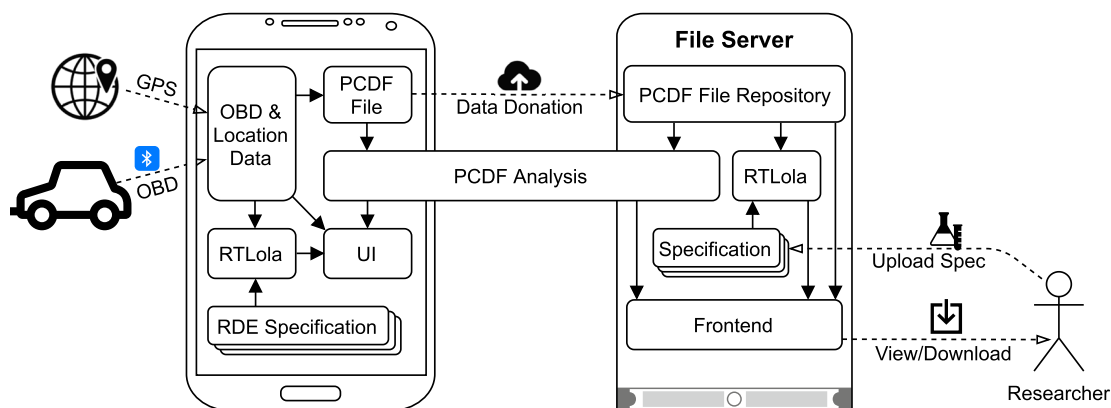 File Server
GPS
OBD
OBD &
Location
Data
PCDF
File
Data Donation
PCDF File Repository
PCDF Analysis
RTLola
RTLola
UI
Specification
Upload Spec
RDE Specification
Frontend
View/Download
Researcher